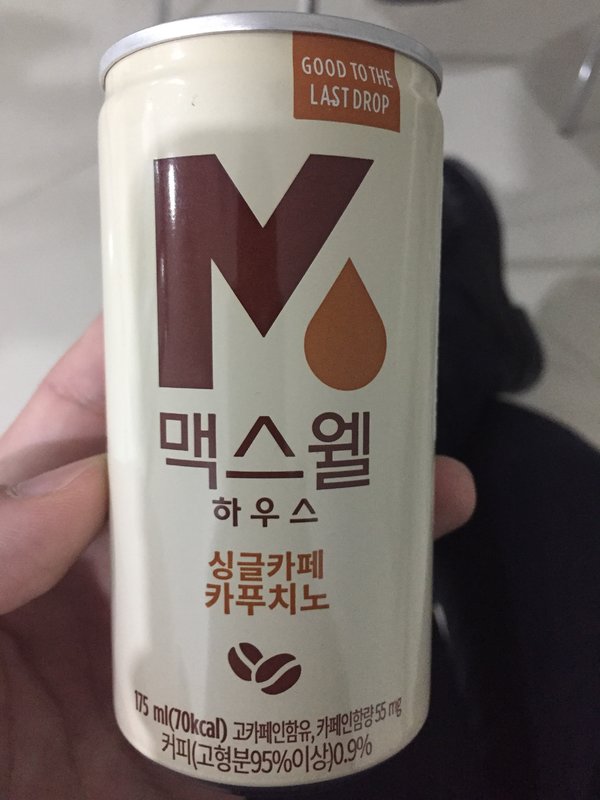 GOOD TO THE
LAST DROP
M
맥스웰
하우스
싱글카페
카푸치노
175 ml(70kcal) 고카페인함유, 카페인함량 55 mg
커피(고형분95%이상)0.9%